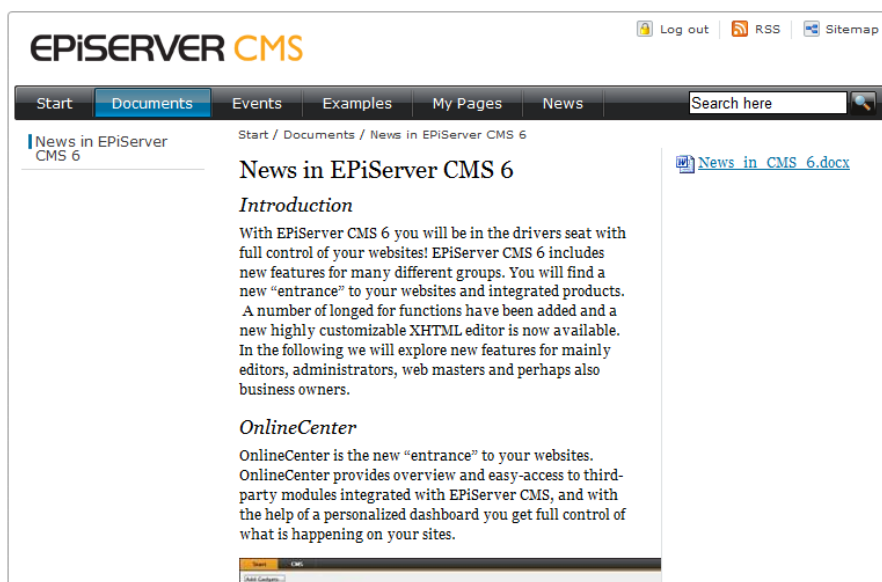 EPiSERVER CMS
Log out
RSS
Sitemap
Start
Documents
Events
Examples
My Pages
News
Search here
News in EPiServer
CMS 6
Start / Documents / News in EPiServer CMS 6
News in EPiServer CMS 6
Introduction
With EPiServer CMS 6 you will be in the drivers seat with
full control of your websites! EPiServer CMS 6 includes
new features for many different groups. You will find a
new “entrance” to your websites and integrated products.
A number of longed for functions have been added and a
new highly customizable XHTML editor is now available.
In the following we will explore new features for mainly
editors, administrators, web masters and perhaps also
business owners.
OnlineCenter
OnlineCenter is the new “entrance” to your websites.
OnlineCenter provides overview and easy-access to third-
party modules integrated with EPiServer CMS, and with
the help of a personalized dashboard you get full control of
what is happening on your sites.
Start
CMS
Add Gadgets...
News_in_CMS_6.docx